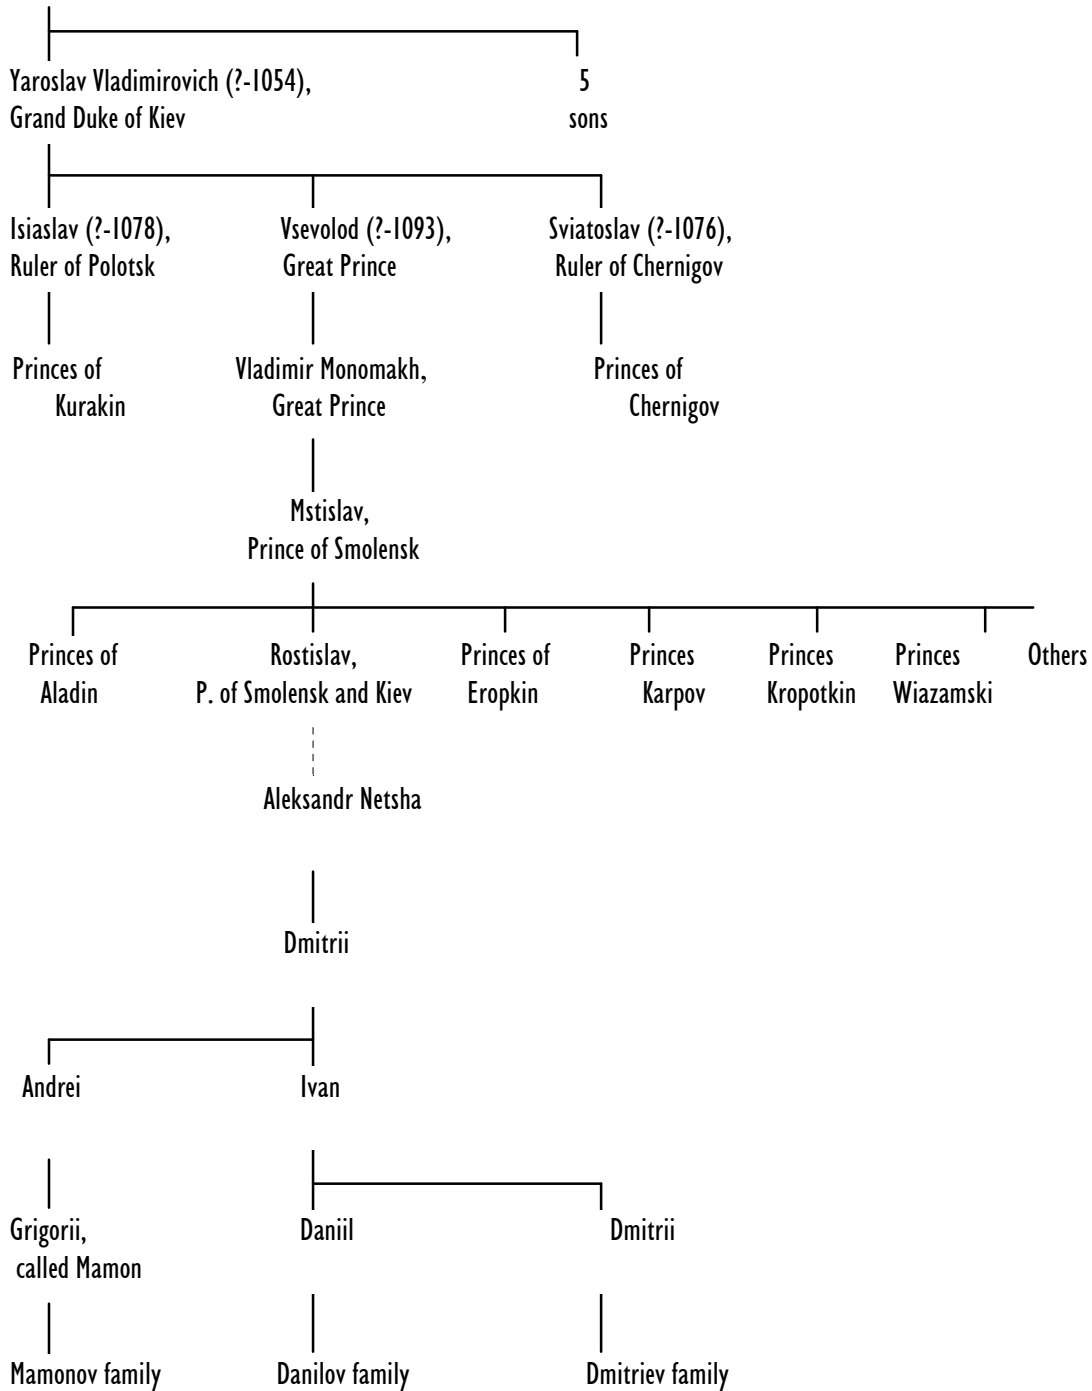 Yaroslav Vladimirovich (?-1054),
Grand Duke of Kiev
5
sons
Isiaslav (?-1078),
Ruler of Polotsk
Vsevolod (?-1093),
Great Prince
Sviatoslav (?-1076),
Ruler of Chernigov
Princes of
Kurakin
Vladimir Monomakh,
Great Prince
Princes of
Chernigov
Mstislav,
Prince of Smolensk
Princes of
Aladin
Rostislav,
P. of Smolensk and Kiev
Princes of
Eropkin
Princes
Karpov
Princes
Kropotkin
Princes
Wiazamski
Others
Aleksandr Netsha
Dmitrii
Andrei
Ivan
Grigorii,
called Mamon
Daniil
Dmitrii
Mamonov family
Danilov family
Dmitriev family